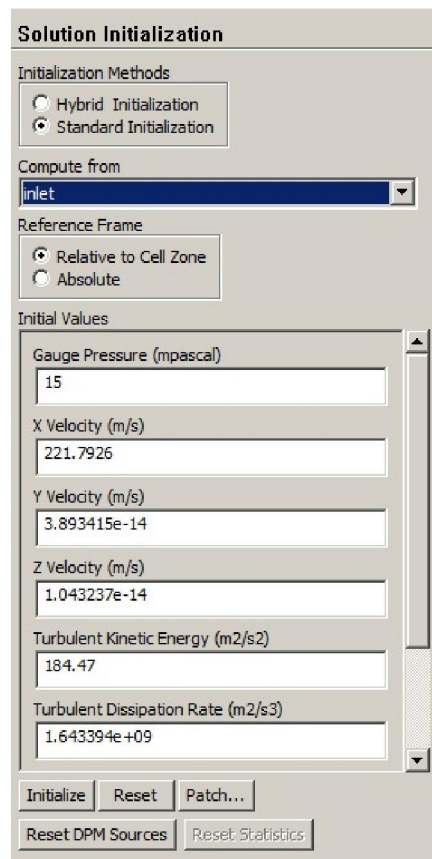 Solution Initialization
Initialization Methods
Hybrid Initialization
Standard Initialization
Compute from
inlet
Reference Frame
Relative to Cell Zone
Absolute
Initial Values
Gauge Pressure (mpascal)
15
X Velocity (m/s)
221.7926
Y Velocity (m/s)
3.893415e-14
Z Velocity (m/s)
1.043237e-14
Turbulent Kinetic Energy (m2/s2)
184.47
Turbulent Dissipation Rate (m2/s3)
1.643394e+09
Initialize Reset Patch...
Reset DPM Sources Reset Statistics